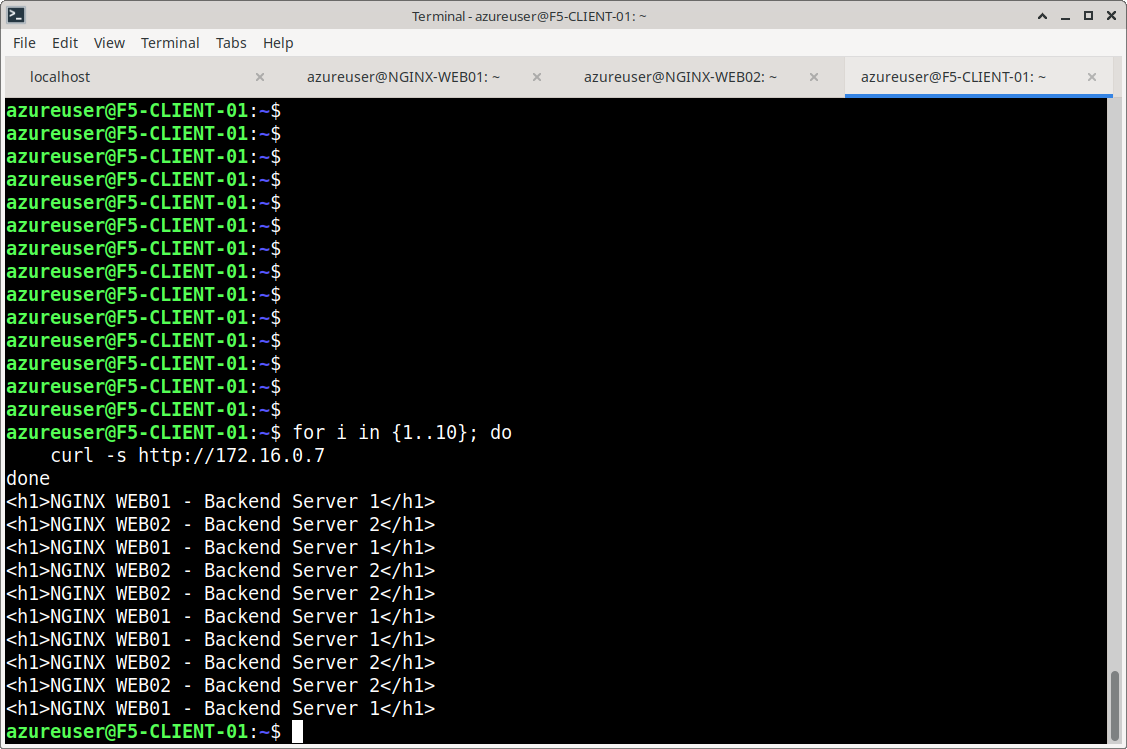 Terminal - azureuser@F5-CLIENT-01: ~
File Edit View Terminal Tabs Help
localhost azureuser@NGINX-WEB01: ~ azureuser@NGINX-WEB02: ~ azureuser@F5-CLIENT-01: ~
azureuser@F5-CLIENT-01:~$
azureuser@F5-CLIENT-01:~$
azureuser@F5-CLIENT-01:~$
azureuser@F5-CLIENT-01:~$
azureuser@F5-CLIENT-01:~$
azureuser@F5-CLIENT-01:~$
azureuser@F5-CLIENT-01:~$
azureuser@F5-CLIENT-01:~$
azureuser@F5-CLIENT-01:~$
azureuser@F5-CLIENT-01:~$
azureuser@F5-CLIENT-01:~$
azureuser@F5-CLIENT-01:~$
azureuser@F5-CLIENT-01:~$
azureuser@F5-CLIENT-01:~$
azureuser@F5-CLIENT-01:~$ for i in {1..10}; do
    curl -s http://172.16.0.7
done
<h1>NGINX WEB01 - Backend Server 1</h1>
<h1>NGINX WEB02 - Backend Server 2</h1>
<h1>NGINX WEB01 - Backend Server 1</h1>
<h1>NGINX WEB02 - Backend Server 2</h1>
<h1>NGINX WEB02 - Backend Server 2</h1>
<h1>NGINX WEB01 - Backend Server 1</h1>
<h1>NGINX WEB01 - Backend Server 1</h1>
<h1>NGINX WEB02 - Backend Server 2</h1>
<h1>NGINX WEB02 - Backend Server 2</h1>
<h1>NGINX WEB01 - Backend Server 1</h1>
azureuser@F5-CLIENT-01:~$